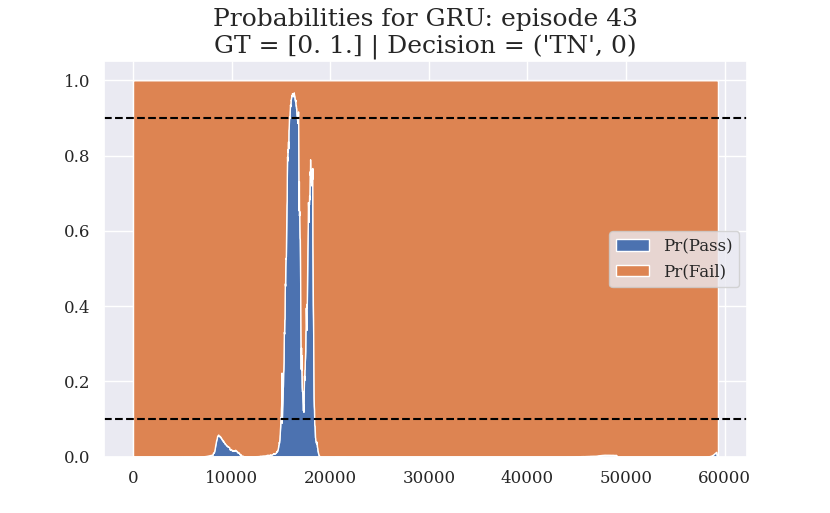 Probabilities for GRU: episode 43
GT = [0. 1.] | Decision = ('TN', 0)
1.0
0.8
0.6
0.4
0.2
0.0
Pr(Pass)
Pr(Fail)
0 10000 20000 30000 40000 50000 60000